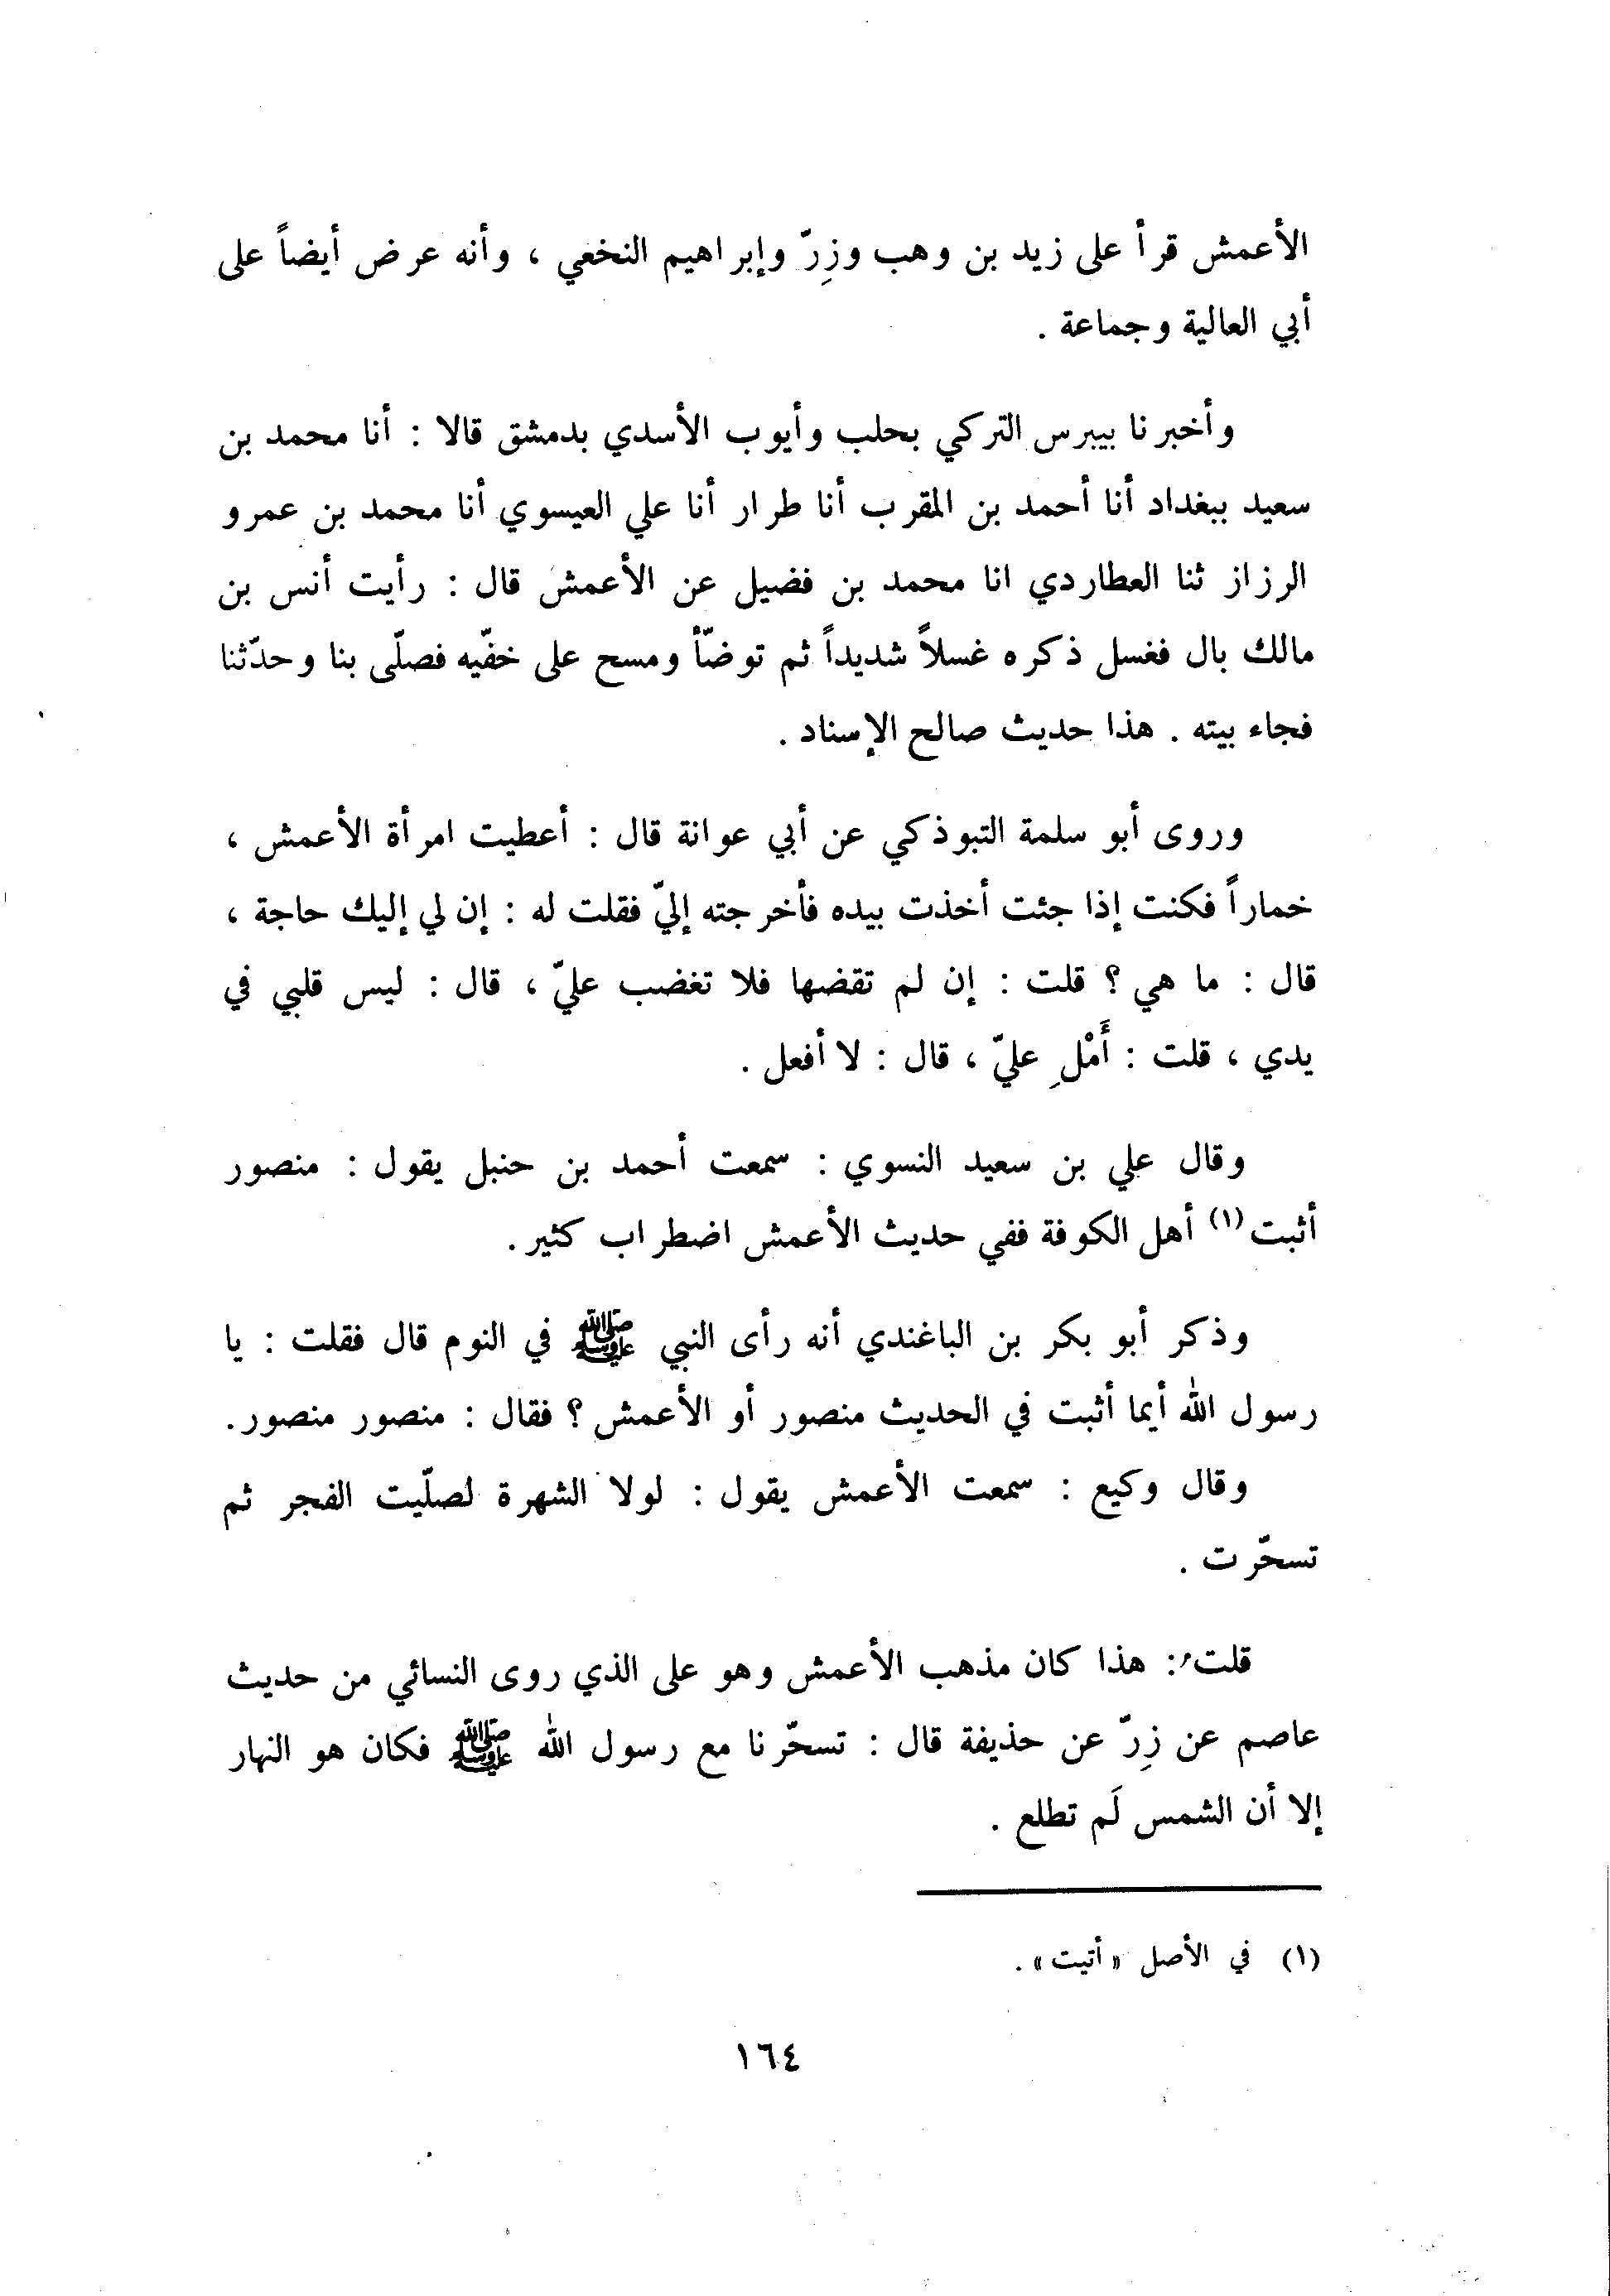 الأعمش قرأ على زيد بن وهب وزِرّ وإبراهيم النخعي ، وأنه عرض أيضاً على
أبي العالية وجماعة .
وأخبرنا بيبرس التركي بحلب وأيوب الأسدي بدمشق قالا : أنا محمد بن
سعيد ببغداد أنا أحمد بن المقرب أنا طرار أنا علي العيسوي أنا محمد بن عمرو
الرزاز ثنا العطاردي انا محمد بن فضيل عن الأعمش قال : رأيت أنس بن
مالك بال فغسل ذكره غسلاً شديداً ثم توضّأ ومسح على خفّيه فصلّى بنا وحدّثنا
فجاء بيته . هذا حديث صالح الإسناد .
وروى أبو سلمة التبوذكي عن أبي عوانة قال : أعطيت امرأة الأعمش ،
خماراً فكنت إذا جئت أخذت بيده فأخرجته إليّ فقلت له : إن لي إليك حاجة ،
قال : ما هي ؟ قلت : إن لم تقضها فلا تغضب عليّ ، قال : ليس قلبي في
يدي ، قلت : أَمْلِ عليّ ، قال : لا أفعل .
وقال علي بن سعيد النسوي : سمعت أحمد بن حنبل يقول : منصور
أثبت (١) أهل الكوفة ففي حديث الأعمش اضطراب كثير .
وذكر أبو بكر بن الباغندي أنه رأى النبي ﷺ في النوم قال فقلت : يا
رسول الله أيما أثبت في الحديث منصور أو الأعمش ؟ فقال : منصور منصور .
وقال وكيع : سمعت الأعمش يقول : لولا الشهرة لصلّيت الفجر ثم
تسحّرت .
قلت : هذا كان مذهب الأعمش وهو على الذي روى النسائي من حديث
عاصم عن زِرّ عن حذيفة قال : تسحّرنا مع رسول الله ﷺ فكان هو النهار
إلا أن الشمس لَم تطلع .
(١) في الأصل « أتيت » .
١٦٤